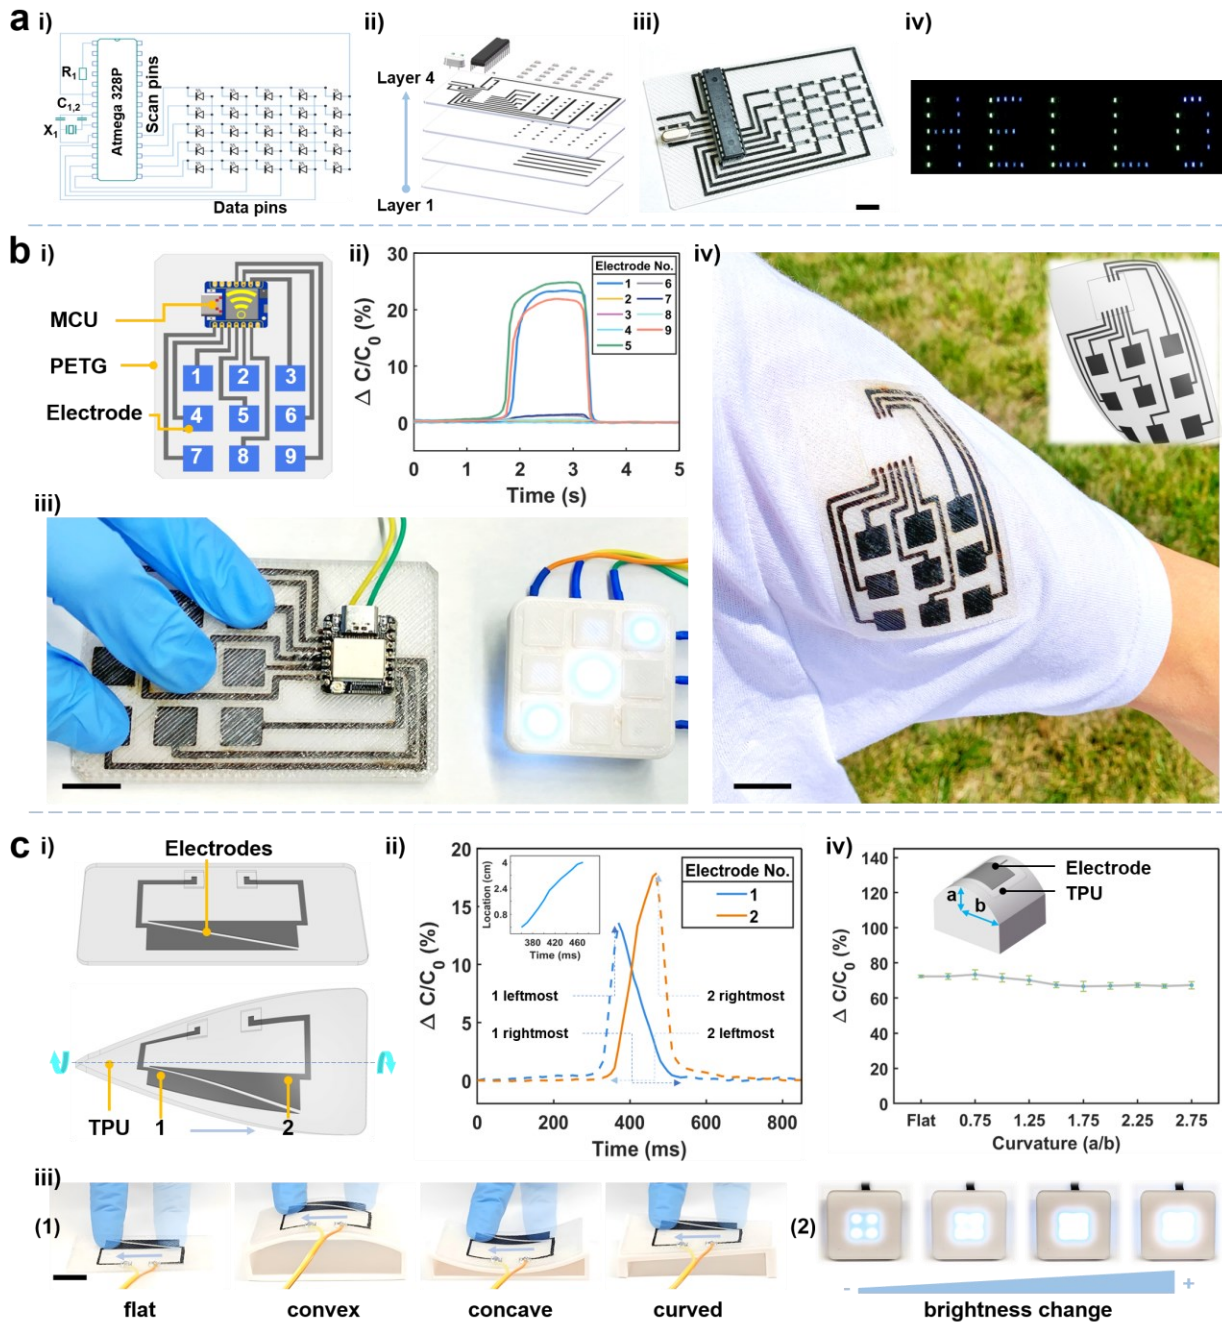 a i)
R1
C1,2
X1
Atmega 328P
Scan pins
Data pins
ii)
Layer 4
Layer 1
iii)
iv)
b i)
MCU
PETG
Electrode
1 2 3
4 5 6
7 8 9
ii)
Δ C/C0 (%)
30
20
10
0
0 1 2 3 4 5
Time (s)
Electrode No.
1 6
2 7
3 8
4 9
5
iii)
iv)
c i)
Electrodes
TPU 1 2
ii)
Δ C/C0 (%)
20
15
10
5
0
0 200 400 600 800
Time (ms)
Location (cm)
4
2.4
0.8
380 420 460
Time (ms)
Electrode No.
1
2
1 leftmost
2 rightmost
1 rightmost
2 leftmost
iv)
Δ C/C0 (%)
140
120
100
80
60
40
20
0
Flat 0.75 1.25 1.75 2.25 2.75
Curvature (a/b)
Electrode
TPU
a
b
iii)
(1)
flat convex concave curved
(2)
- +
brightness change